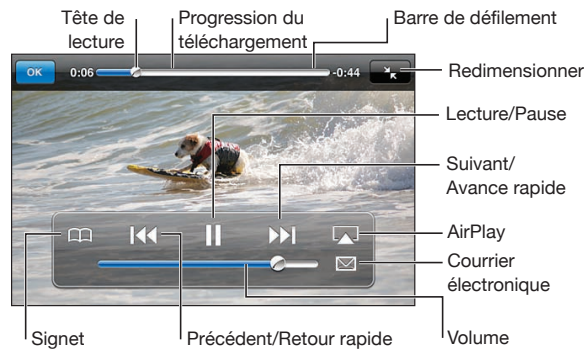 Tête de
lecture
Progression du
téléchargement
Barre de défilement
OK
0:06
-0:44
Redimensionner
Lecture/Pause
Suivant/
Avance rapide
AirPlay
Courrier
électronique
Signet
Précédent/Retour rapide
Volume